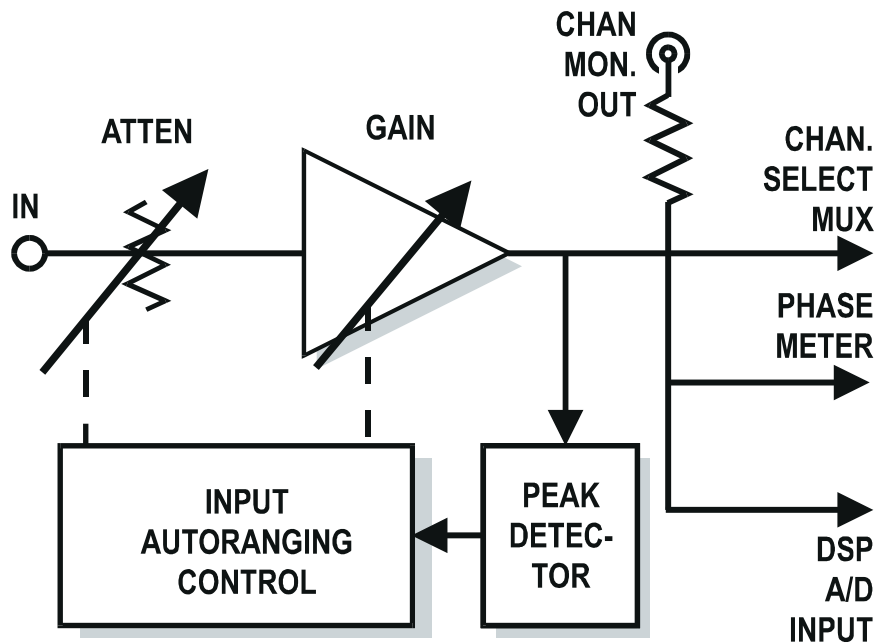 CHAN
MON.
OUT
ATTEN
GAIN
CHAN.
SELECT
MUX
IN
PHASE
METER
INPUT
AUTORANGING
CONTROL
PEAK
DETEC-
TOR
DSP
A/D
INPUT